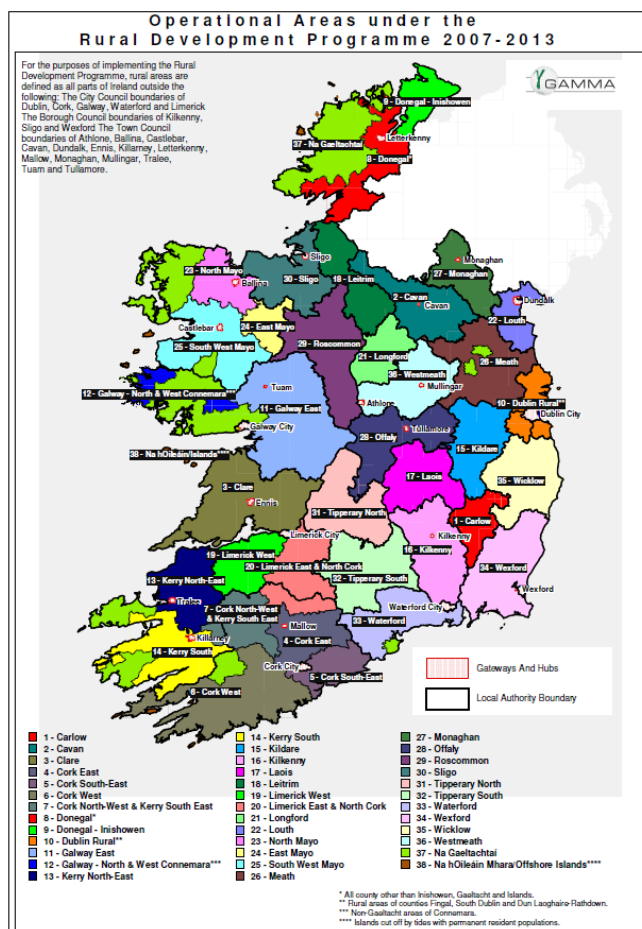 Operational Areas under the
Rural Development Programme 2007-2013
For the purposes of implementing the Rural
Development Programme, rural areas are
defined as all parts of Ireland outside the
following: The City Council boundaries of
Dublin, Cork, Galway, Waterford and Limerick
The Borough Council boundaries of Kilkenny,
Sligo and Wexford The Town Council
boundaries of Athlone, Ballina, Castlebar,
Cavan, Dundalk, Ennis, Killarney, Letterkenny,
Mallow, Monaghan, Mullingar, Tralee,
Tuam and Tullamore.
GAMMA
9 - Donegal - Inishowen
Letterkenny
37 - Na Gaeltachtaí
8 - Donegal*
Sligo
Monaghan
23 - North Mayo
27 - Monaghan
30 - Sligo
18 - Leitrim
Ballina
2 - Cavan
Dundalk
Cavan
22 - Louth
Castlebar
24 - East Mayo
25 - South West Mayo
29 - Roscommon
21 - Longford
26 - Meath
36 - Westmeath
Mullingar
12 - Galway - North & West Connemara***
Tuam
Athlone
10 - Dublin Rural**
11 - Galway East
Dublin City
Galway City
Tullamore
28 - Offaly
15 - Kildare
38 - Na hOileáin/Islands****
17 - Laois
35 - Wicklow
3 - Clare
Ennis
31 - Tipperary North
1 - Carlow
Limerick City
Kilkenny
16 - Kilkenny
19 - Limerick West
20 - Limerick East & North Cork
34 - Wexford
13 - Kerry North-East
32 - Tipperary South
Wexford
Tralee
Waterford City
7 - Cork North-West
& Kerry South East
33 - Waterford
Mallow
Killarney
4 - Cork East
14 - Kerry South
Cork City
5 - Cork South-East
6 - Cork West
Gateways And Hubs
Local Authority Boundary
1 - Carlow
2 - Cavan
3 - Clare
4 - Cork East
5 - Cork South-East
6 - Cork West
7 - Cork North-West & Kerry South East
8 - Donegal*
9 - Donegal - Inishowen
10 - Dublin Rural**
11 - Galway East
12 - Galway - North & West Connemara***
13 - Kerry North-East
14 - Kerry South
15 - Kildare
16 - Kilkenny
17 - Laois
18 - Leitrim
19 - Limerick West
20 - Limerick East & North Cork
21 - Longford
22 - Louth
23 - North Mayo
24 - East Mayo
25 - South West Mayo
26 - Meath
27 - Monaghan
28 - Offaly
29 - Roscommon
30 - Sligo
31 - Tipperary North
32 - Tipperary South
33 - Waterford
34 - Wexford
35 - Wicklow
36 - Westmeath
37 - Na Gaeltachtaí
38 - Na hOileáin Mhara/Offshore Islands****
* All county other than Inishowen, Gaeltacht and Islands.
** Rural areas of counties Fingal, South Dublin and Dun Laoghaire-Rathdown.
*** Non-Gaeltacht areas of Connemara.
**** Islands cut off by tides with permanent resident populations.